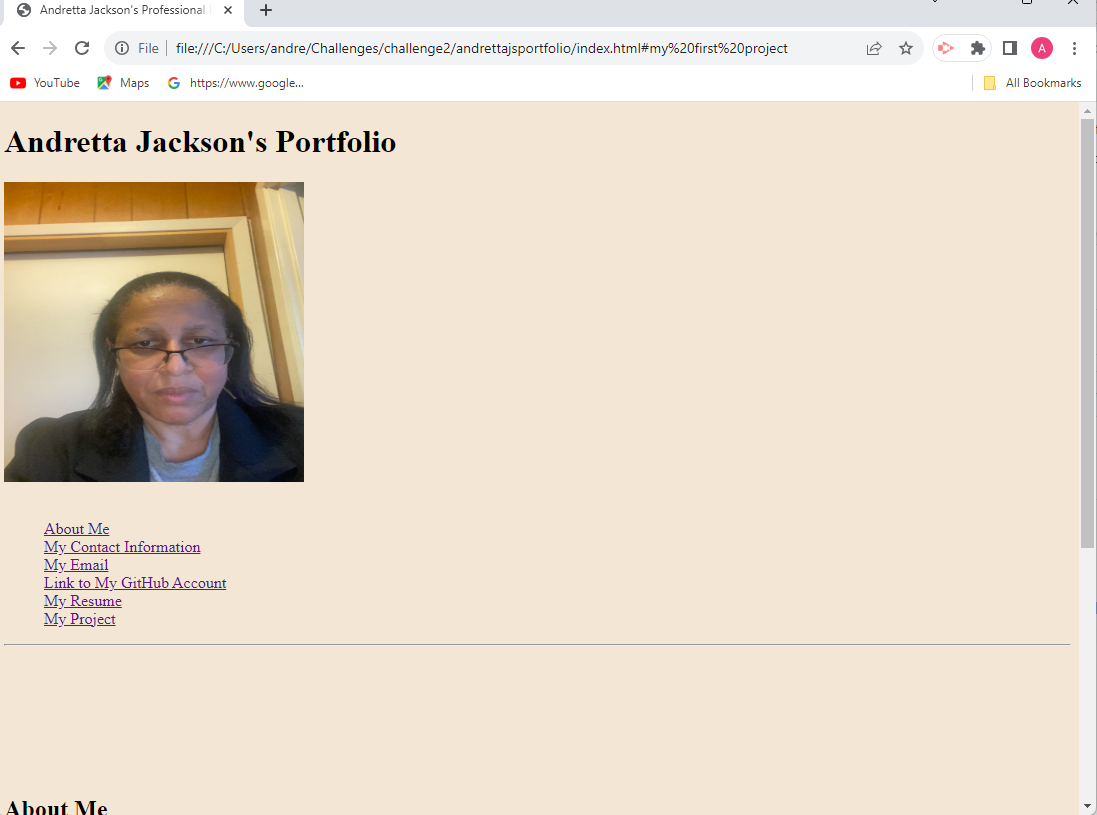 Andretta Jackson's Professional
File
file:///C:/Users/andre/Challenges/challenge2/andrettajsportfolio/index.html#my%20first%20project
A
YouTube
Maps
https://www.google...
All Bookmarks
Andretta Jackson's Portfolio
About Me
My Contact Information
My Email
Link to My GitHub Account
My Resume
My Project
About Me